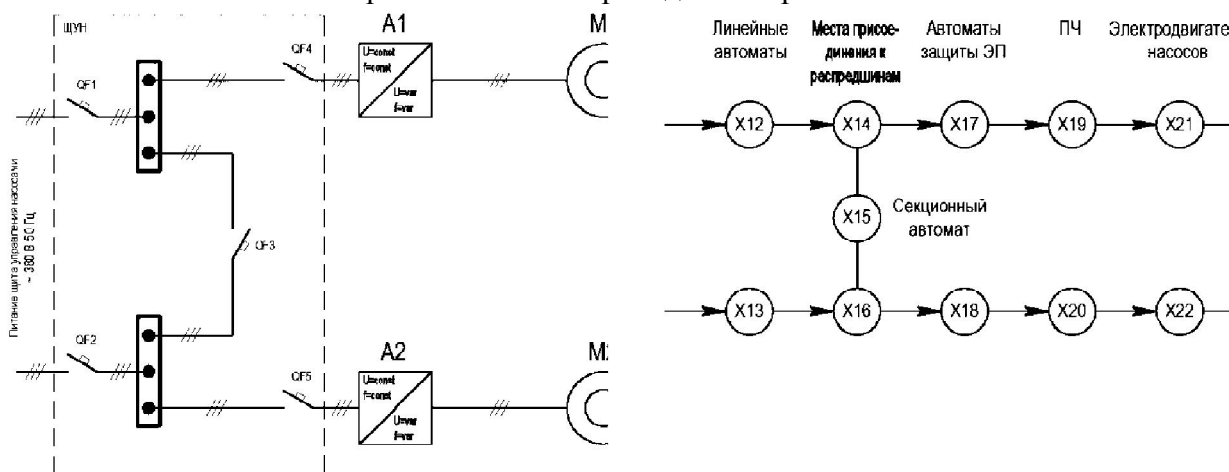 ЩУН
QF1
QF4
A1
U=const
f=const
U=var
f=var
M
Питание щита управления насосами
~ 380 В 50 Гц
QF3
QF2
QF5
A2
U=const
f=const
U=var
f=var
Линейные
автоматы
Места присое-
динения к
распредшинам
Автоматы
защиты ЭП
ПЧ
Электродвигате
насосов
X12
X14
X17
X19
X21
X15
Секционный
автомат
X13
X16
X18
X20
X22